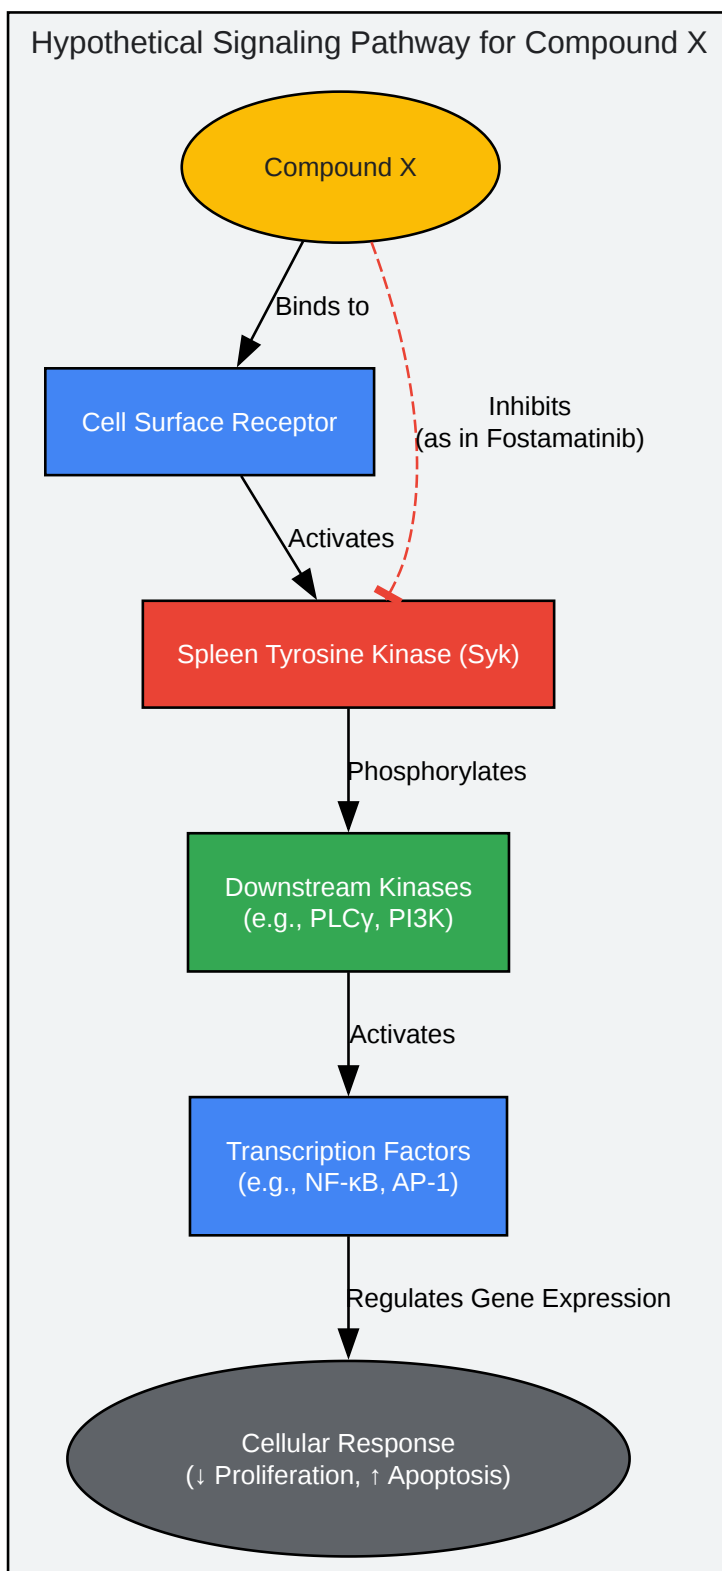 Hypothetical Signaling Pathway for Compound X
Compound X
Binds to
Cell Surface Receptor
Inhibits
(as in Fostamatinib)
Activates
Spleen Tyrosine Kinase (Syk)
Phosphorylates
Downstream Kinases
(e.g., PLCγ, PI3K)
Activates
Transcription Factors
(e.g., NF-κB, AP-1)
Regulates Gene Expression
Cellular Response
(↓ Proliferation, ↑ Apoptosis)